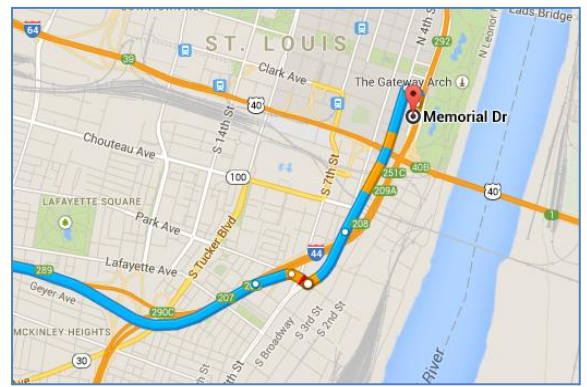 64
ST. LOUIS
N 4th St
292
N Leonor K
Eads Bridge
39
Clark Ave
The Gateway Arch
40
Memorial Dr
Chouteau Ave
S 14th St
S 7th St
100
251C
40B
209A
40
1
LAFAYETTE SQUARE
Park Ave
S Tucker Blvd
208
44
Lafayette Ave
289
Geyer Ave
207
290C
S Broadway
S 3rd St
S 2nd St
MCKINLEY HEIGHTS
30
River